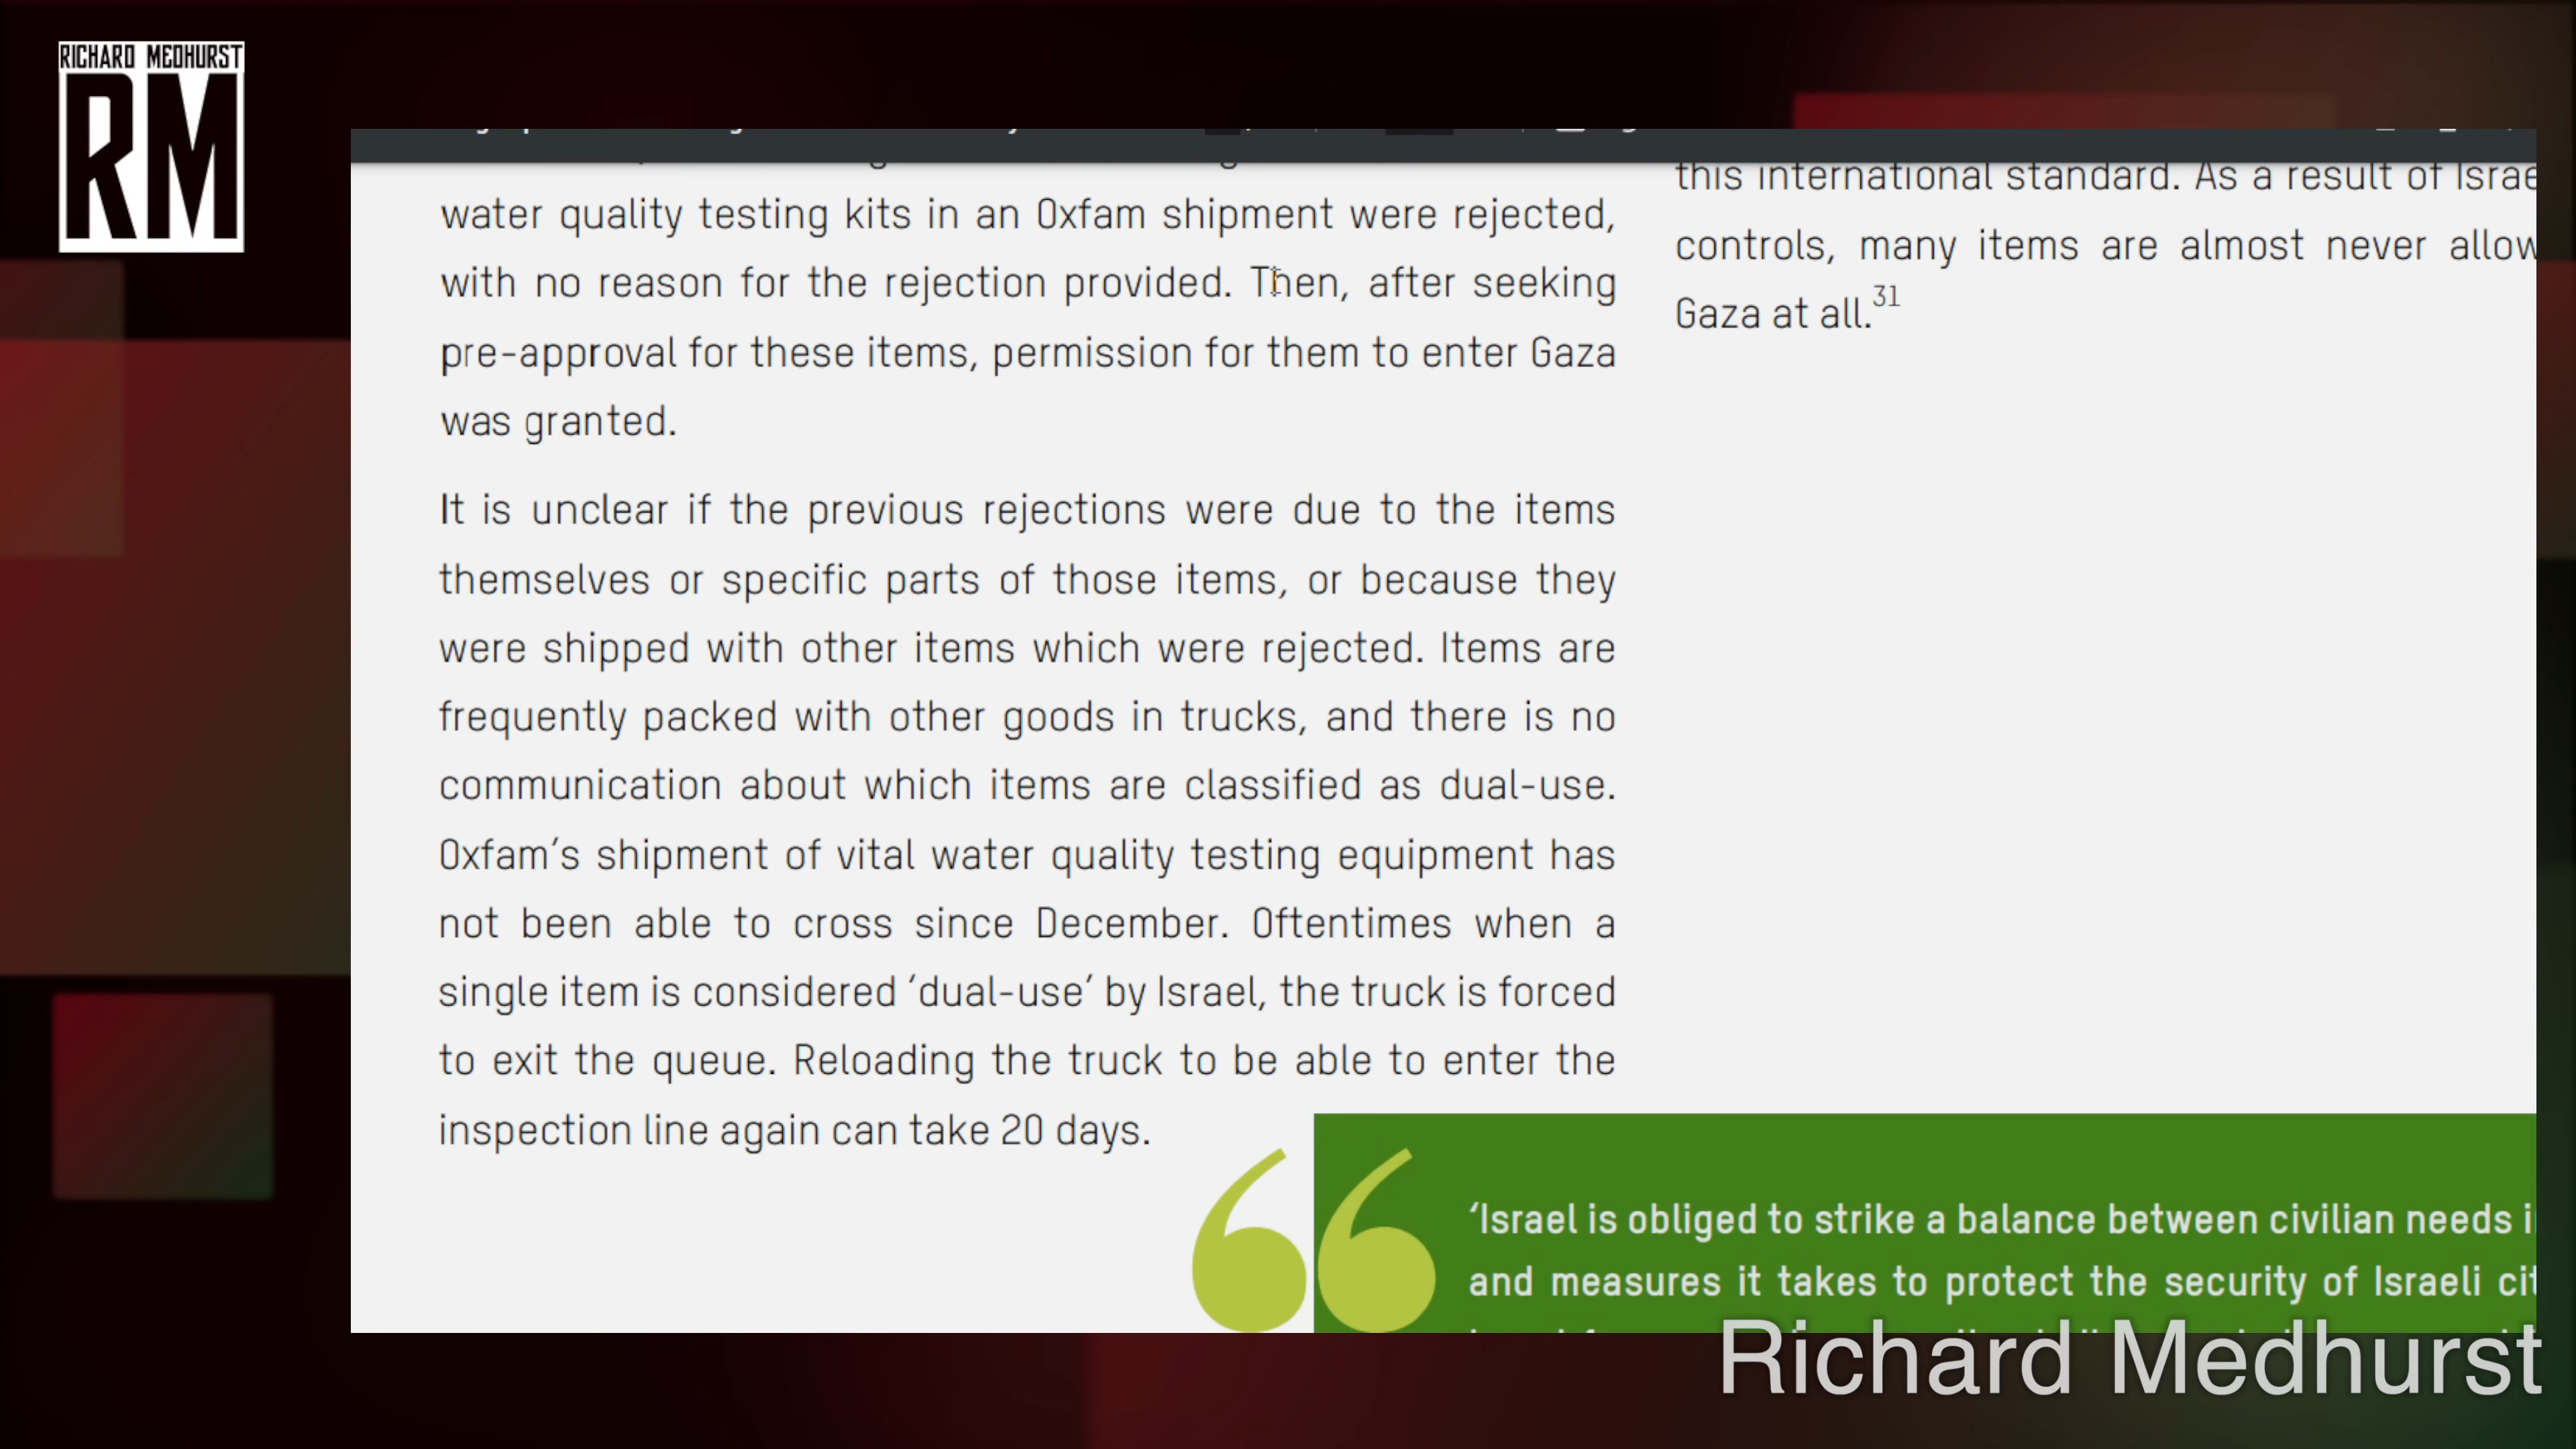 RICHARD MEDHURST
RM
water quality testing kits in an Oxfam shipment were rejected,
with no reason for the rejection provided. Then, after seeking
pre-approval for these items, permission for them to enter Gaza
was granted.
It is unclear if the previous rejections were due to the items
themselves or specific parts of those items, or because they
were shipped with other items which were rejected. Items are
frequently packed with other goods in trucks, and there is no
communication about which items are classified as dual-use.
Oxfam’s shipment of vital water quality testing equipment has
not been able to cross since December. Oftentimes when a
single item is considered ‘dual-use’ by Israel, the truck is forced
to exit the queue. Reloading the truck to be able to enter the
inspection line again can take 20 days.
this international standard. As a result of
controls, many items are almost never
Gaza at all.31
‘Israel is obliged to strike a balance between civilian needs
and measures it takes to protect the security of Israeli
Richard Medhurst